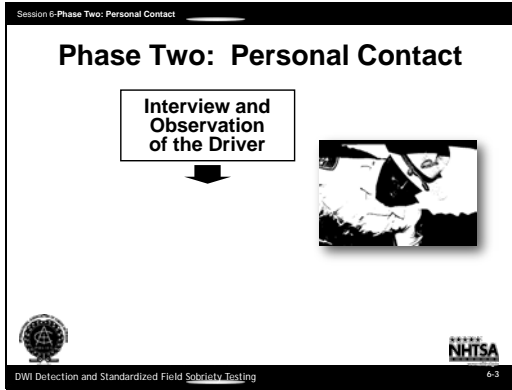 Session 6-Phase Two: Personal Contact
Phase Two: Personal Contact
Interview and
Observation
of the Driver
NHTSA
DWI Detection and Standardized Field Sobriety Testing
6-3